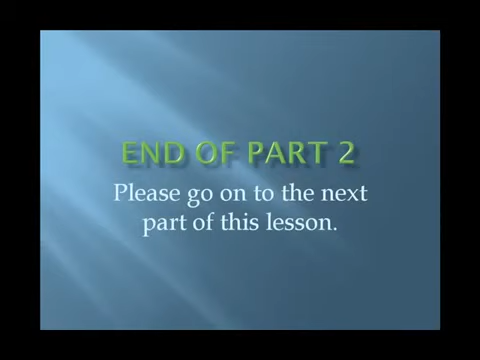 END OF PART 2
Please go on to the next
part of this lesson.